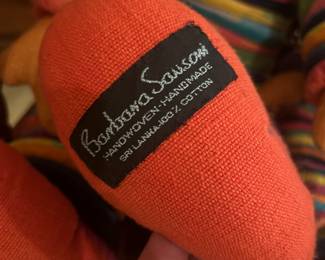 Barbara Sansoni
HANDWOVEN-HANDMADE
SRI LANKA·100% COTTON